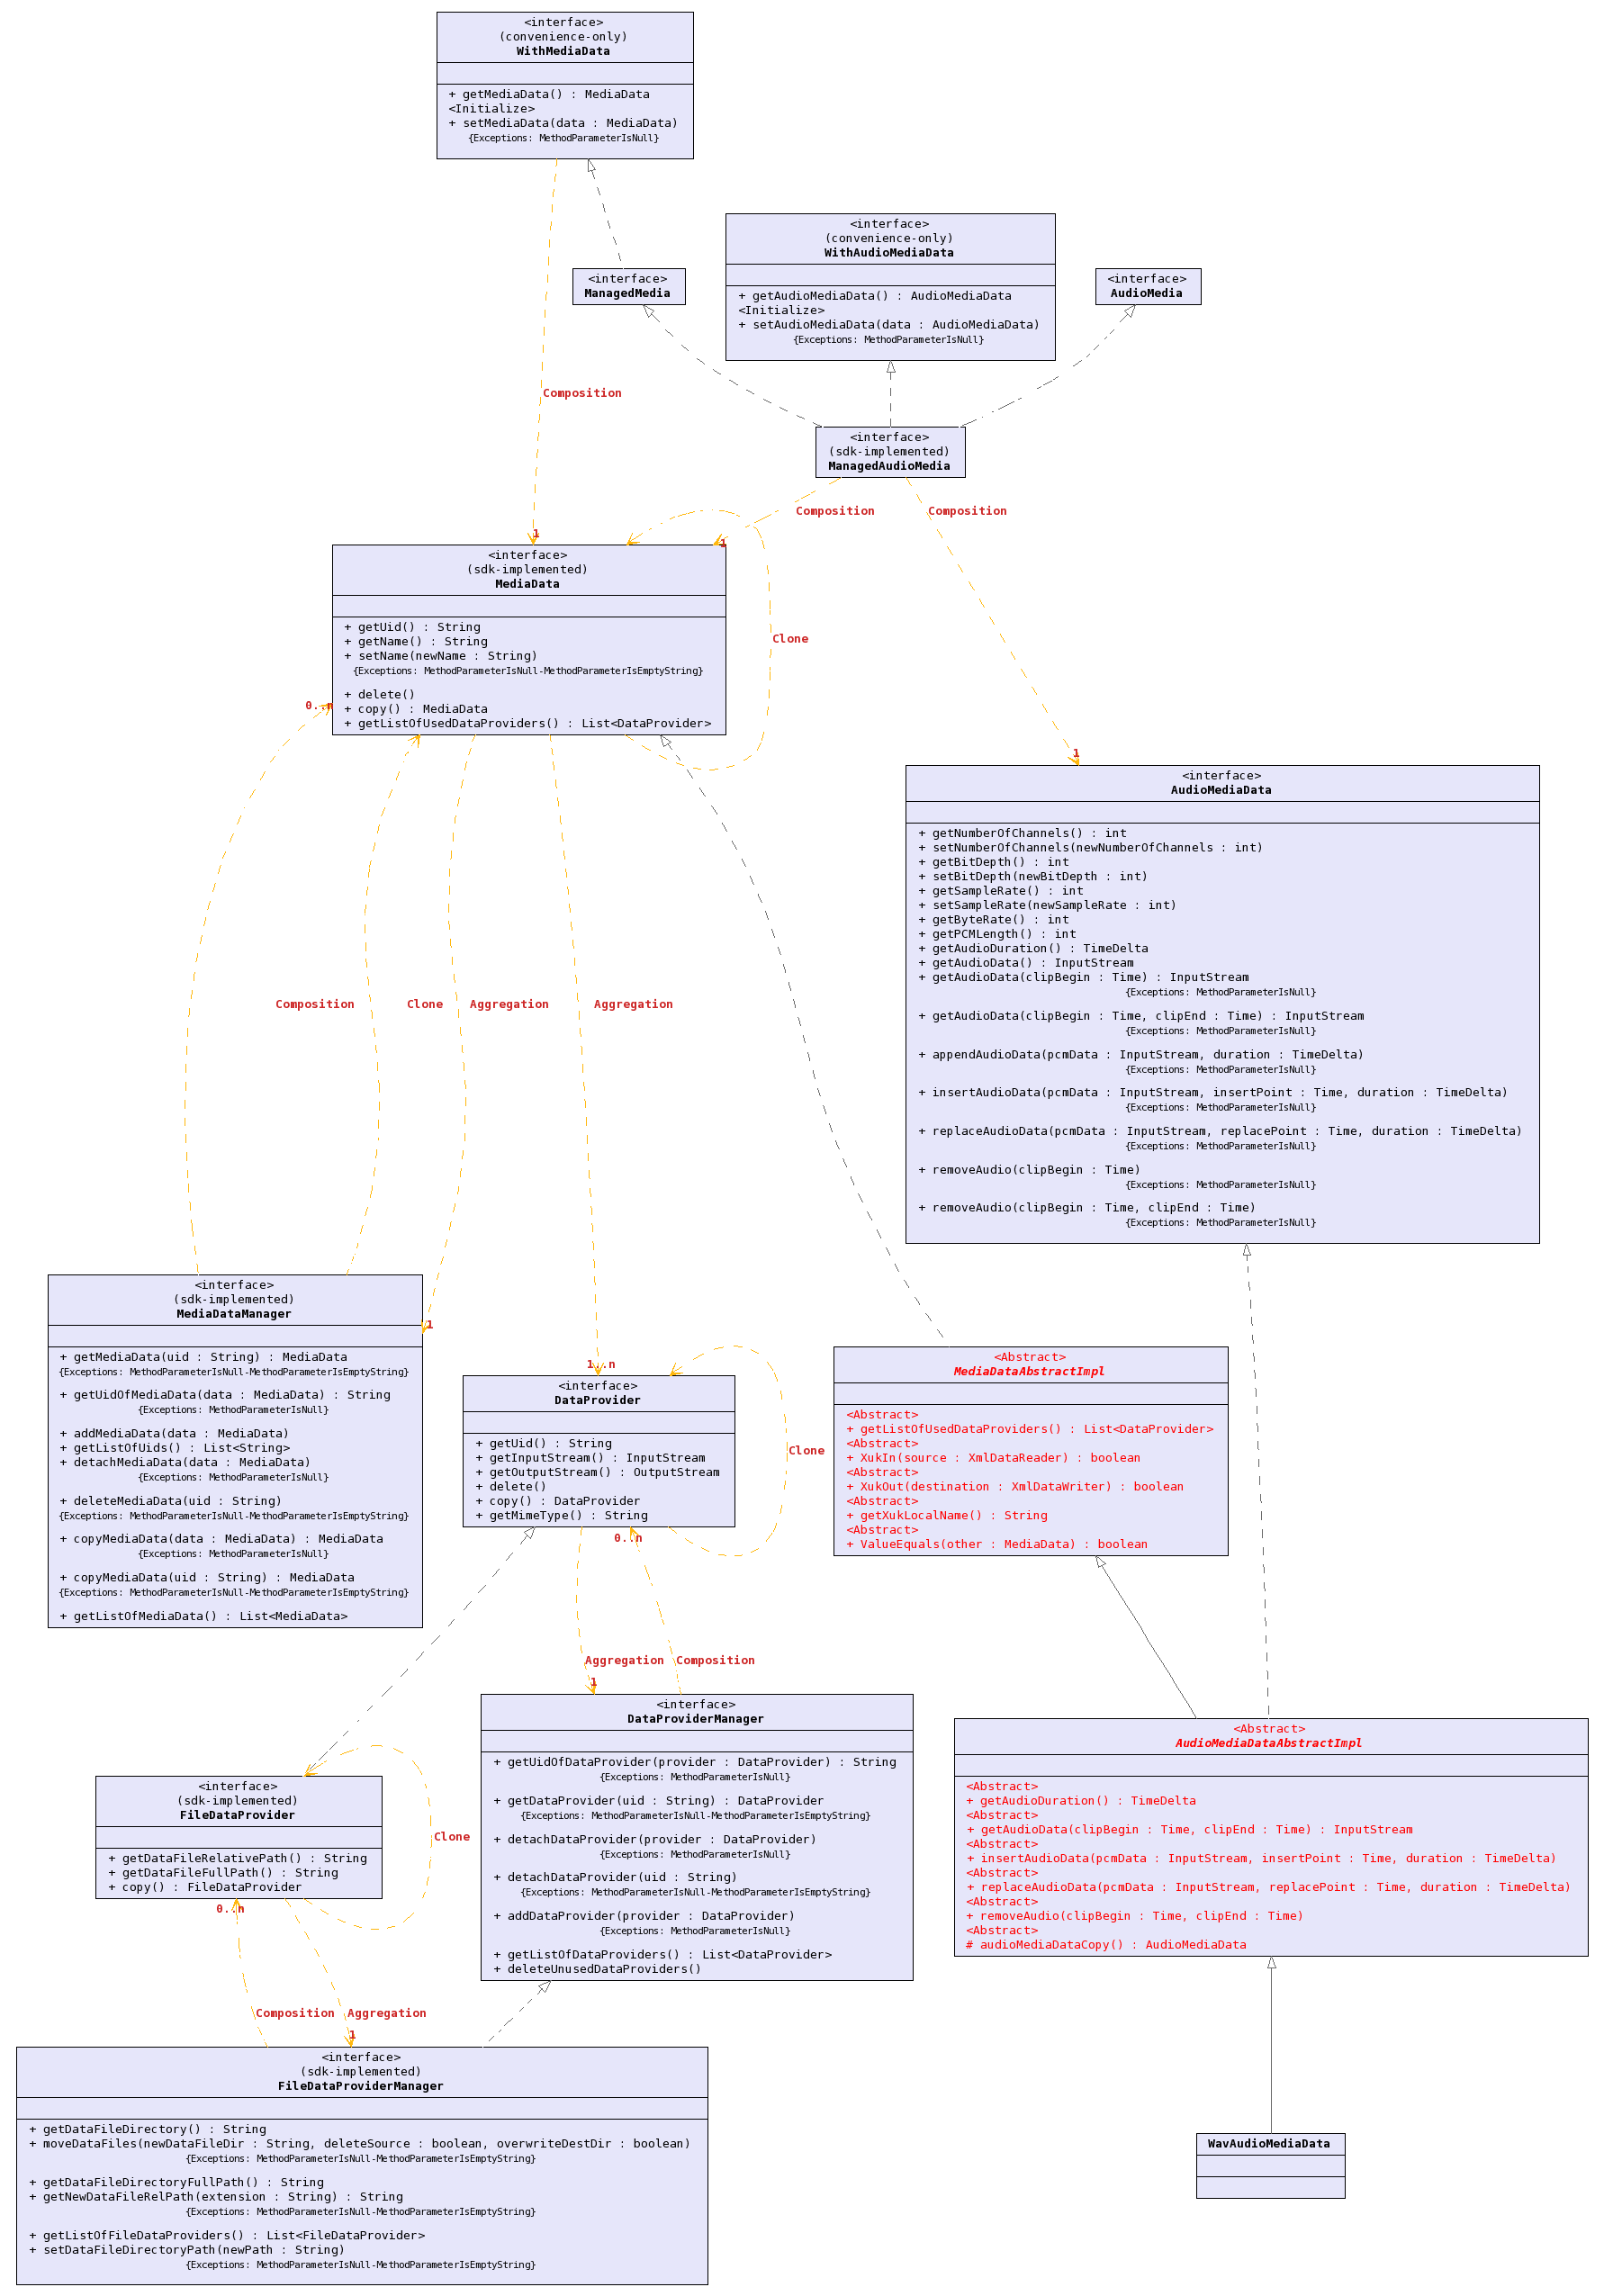 <interface>
(convenience-only)
WithMediaData
+ getMediaData() : MediaData
<Initialize>
+ setMediaData(data : MediaData)
{Exceptions: MethodParameterIsNull}
<interface>
(convenience-only)
WithAudioMediaData
+ getAudioMediaData() : AudioMediaData
<Initialize>
+ setAudioMediaData(data : AudioMediaData)
{Exceptions: MethodParameterIsNull}
<interface>
ManagedMedia
<interface>
AudioMedia
Composition
<interface>
(sdk-implemented)
ManagedAudioMedia
Composition
Composition
1
1
<interface>
(sdk-implemented)
MediaData
+ getUid() : String
+ getName() : String
+ setName(newName : String)
{Exceptions: MethodParameterIsNull-MethodParameterIsEmptyString}
+ delete()
+ copy() : MediaData
+ getListOfUsedDataProviders() : List<DataProvider>
Clone
0..n
1
<interface>
AudioMediaData
+ getNumberOfChannels() : int
+ setNumberOfChannels(newNumberOfChannels : int)
+ getBitDepth() : int
+ setBitDepth(newBitDepth : int)
+ getSampleRate() : int
+ setSampleRate(newSampleRate : int)
+ getByteRate() : int
+ getPCMLength() : int
+ getAudioDuration() : TimeDelta
+ getAudioData() : InputStream
+ getAudioData(clipBegin : Time) : InputStream
{Exceptions: MethodParameterIsNull}
+ getAudioData(clipBegin : Time, clipEnd : Time) : InputStream
{Exceptions: MethodParameterIsNull}
+ appendAudioData(pcmData : InputStream, duration : TimeDelta)
{Exceptions: MethodParameterIsNull}
+ insertAudioData(pcmData : InputStream, insertPoint : Time, duration : TimeDelta)
{Exceptions: MethodParameterIsNull}
+ replaceAudioData(pcmData : InputStream, replacePoint : Time, duration : TimeDelta)
{Exceptions: MethodParameterIsNull}
+ removeAudio(clipBegin : Time)
{Exceptions: MethodParameterIsNull}
+ removeAudio(clipBegin : Time, clipEnd : Time)
{Exceptions: MethodParameterIsNull}
Composition
Clone
Aggregation
Aggregation
<interface>
(sdk-implemented)
MediaDataManager
+ getMediaData(uid : String) : MediaData
{Exceptions: MethodParameterIsNull-MethodParameterIsEmptyString}
+ getUidOfMediaData(data : MediaData) : String
{Exceptions: MethodParameterIsNull}
+ addMediaData(data : MediaData)
+ getListOfUids() : List<String>
+ detachMediaData(data : MediaData)
{Exceptions: MethodParameterIsNull}
+ deleteMediaData(uid : String)
{Exceptions: MethodParameterIsNull-MethodParameterIsEmptyString}
+ copyMediaData(data : MediaData) : MediaData
{Exceptions: MethodParameterIsNull}
+ copyMediaData(uid : String) : MediaData
{Exceptions: MethodParameterIsNull-MethodParameterIsEmptyString}
+ getListOfMediaData() : List<MediaData>
1
1..n
<interface>
DataProvider
+ getUid() : String
+ getInputStream() : InputStream
+ getOutputStream() : OutputStream
+ delete()
+ copy() : DataProvider
+ getMimeType() : String
Clone
0..n
<Abstract>
MediaDataAbstractImpl
<Abstract>
+ getListOfUsedDataProviders() : List<DataProvider>
<Abstract>
+ XukIn(source : XmlDataReader) : boolean
<Abstract>
+ XukOut(destination : XmlDataWriter) : boolean
<Abstract>
+ getXukLocalName() : String
<Abstract>
+ ValueEquals(other : MediaData) : boolean
Aggregation
Composition
1
<interface>
DataProviderManager
+ getUidOfDataProvider(provider : DataProvider) : String
{Exceptions: MethodParameterIsNull}
+ getDataProvider(uid : String) : DataProvider
{Exceptions: MethodParameterIsNull-MethodParameterIsEmptyString}
+ detachDataProvider(provider : DataProvider)
{Exceptions: MethodParameterIsNull}
+ detachDataProvider(uid : String)
{Exceptions: MethodParameterIsNull-MethodParameterIsEmptyString}
+ addDataProvider(provider : DataProvider)
{Exceptions: MethodParameterIsNull}
+ getListOfDataProviders() : List<DataProvider>
+ deleteUnusedDataProviders()
<Abstract>
AudioMediaDataAbstractImpl
<Abstract>
+ getAudioDuration() : TimeDelta
<Abstract>
+ getAudioData(clipBegin : Time, clipEnd : Time) : InputStream
<Abstract>
+ insertAudioData(pcmData : InputStream, insertPoint : Time, duration : TimeDelta)
<Abstract>
+ replaceAudioData(pcmData : InputStream, replacePoint : Time, duration : TimeDelta)
<Abstract>
+ removeAudio(clipBegin : Time, clipEnd : Time)
<Abstract>
# audioMediaDataCopy() : AudioMediaData
<interface>
(sdk-implemented)
FileDataProvider
+ getDataFileRelativePath() : String
+ getDataFileFullPath() : String
+ copy() : FileDataProvider
Clone
0..n
Composition
Aggregation
1
<interface>
(sdk-implemented)
FileDataProviderManager
+ getDataFileDirectory() : String
+ moveDataFiles(newDataFileDir : String, deleteSource : boolean, overwriteDestDir : boolean)
{Exceptions: MethodParameterIsNull-MethodParameterIsEmptyString}
+ getDataFileDirectoryFullPath() : String
+ getNewDataFileRelPath(extension : String) : String
{Exceptions: MethodParameterIsNull-MethodParameterIsEmptyString}
+ getListOfFileDataProviders() : List<FileDataProvider>
+ setDataFileDirectoryPath(newPath : String)
{Exceptions: MethodParameterIsNull-MethodParameterIsEmptyString}
WavAudioMediaData